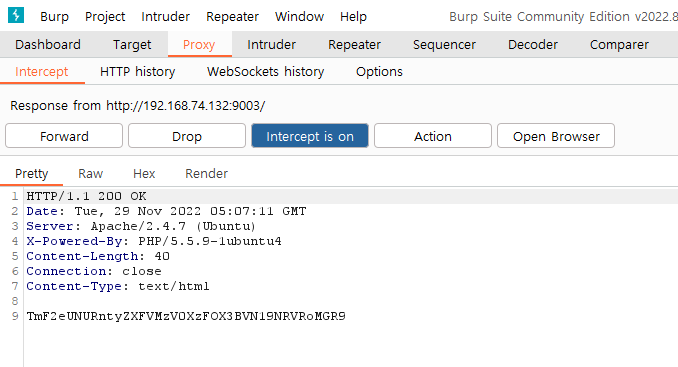 Burp Project Intruder Repeater Window Help Burp Suite Community Edition v2022.8
Dashboard Target Proxy Intruder Repeater Sequencer Decoder Comparer
Intercept HTTP history WebSockets history Options
Response from http://192.168.74.132:9003/
Forward Drop Intercept is on Action Open Browser
Pretty Raw Hex Render
1 HTTP/1.1 200 OK
2 Date: Tue, 29 Nov 2022 05:07:11 GMT
3 Server: Apache/2.4.7 (Ubuntu)
4 X-Powered-By: PHP/5.5.9-1ubuntu4
5 Content-Length: 40
6 Connection: close
7 Content-Type: text/html
8
9 TmF2eUNURntyZXFVMzV0XzFOX3BVN19NRVRoMGR9